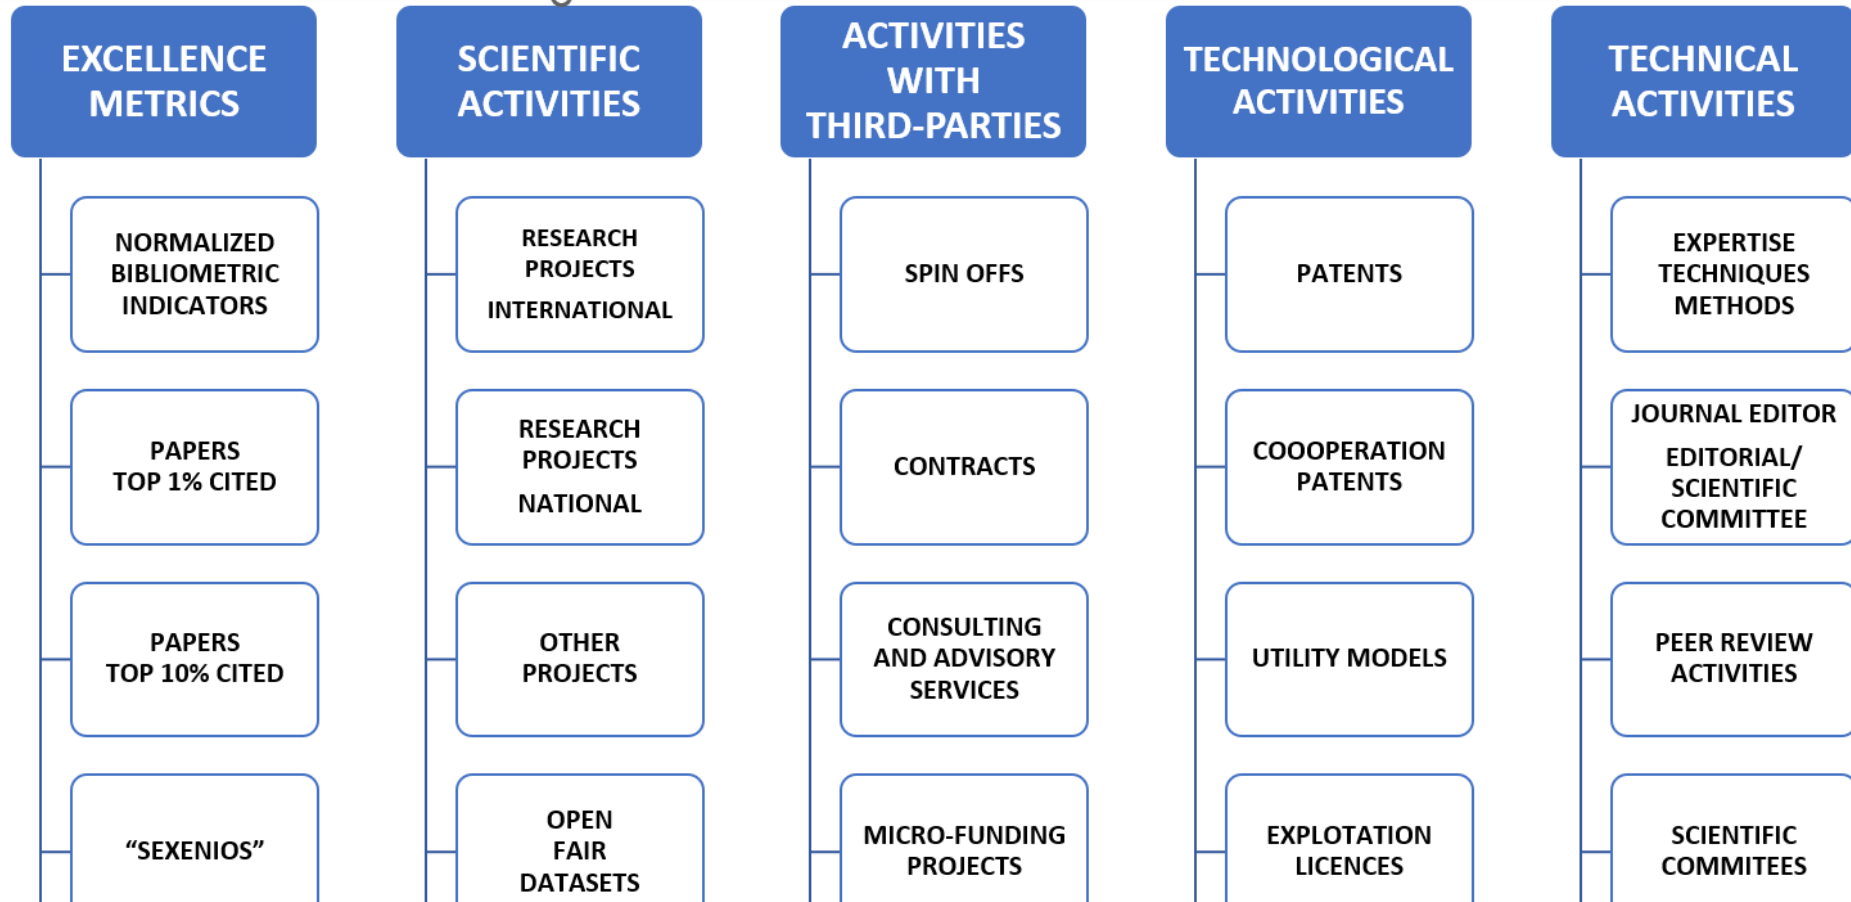 EXCELLENCE
METRICS
NORMALIZED
BIBLIOMETRIC
INDICATORS
PAPERS
TOP 1% CITED
PAPERS
TOP 10% CITED
“SEXENIOS”
SCIENTIFIC
ACTIVITIES
RESEARCH
PROJECTS
INTERNATIONAL
RESEARCH
PROJECTS
NATIONAL
OTHER
PROJECTS
OPEN
FAIR
DATASETS
ACTIVITIES
WITH
THIRD-PARTIES
SPIN OFFS
CONTRACTS
CONSULTING
AND ADVISORY
SERVICES
MICRO-FUNDING
PROJECTS
TECHNOLOGICAL
ACTIVITIES
PATENTS
COOOPERATION
PATENTS
UTILITY MODELS
EXPLOTATION
LICENCES
TECHNICAL
ACTIVITIES
EXPERTISE
TECHNIQUES
METHODS
JOURNAL EDITOR
EDITORIAL/
SCIENTIFIC
COMMITTEE
PEER REVIEW
ACTIVITIES
SCIENTIFIC
COMMITEES